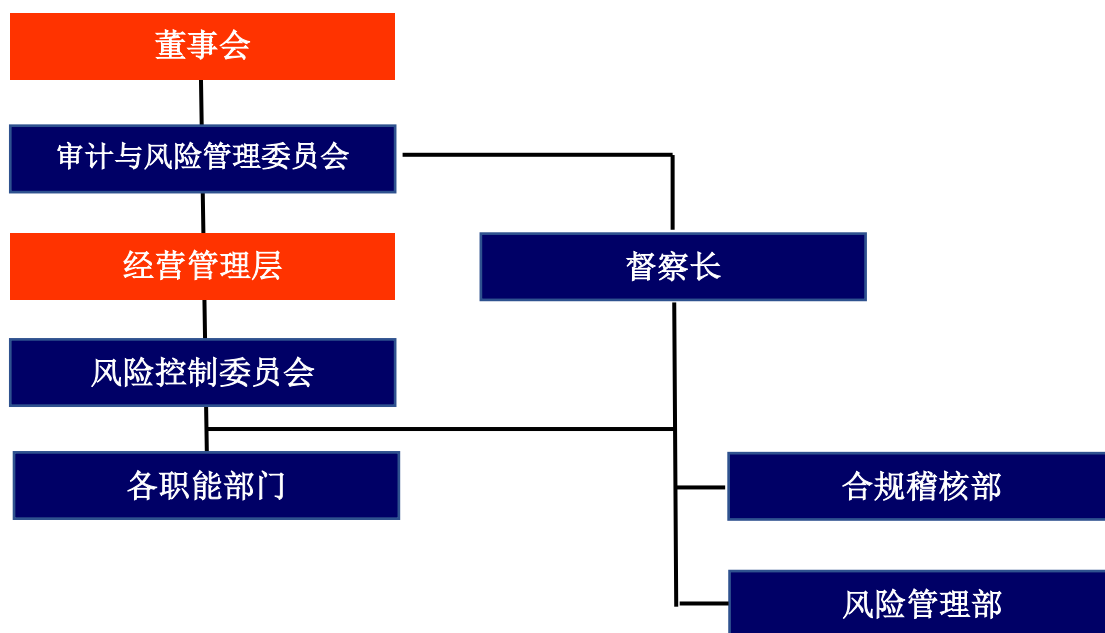 董事会
审计与风险管理委员会
经营管理层
督察长
风险控制委员会
各职能部门
合规稽核部
风险管理部